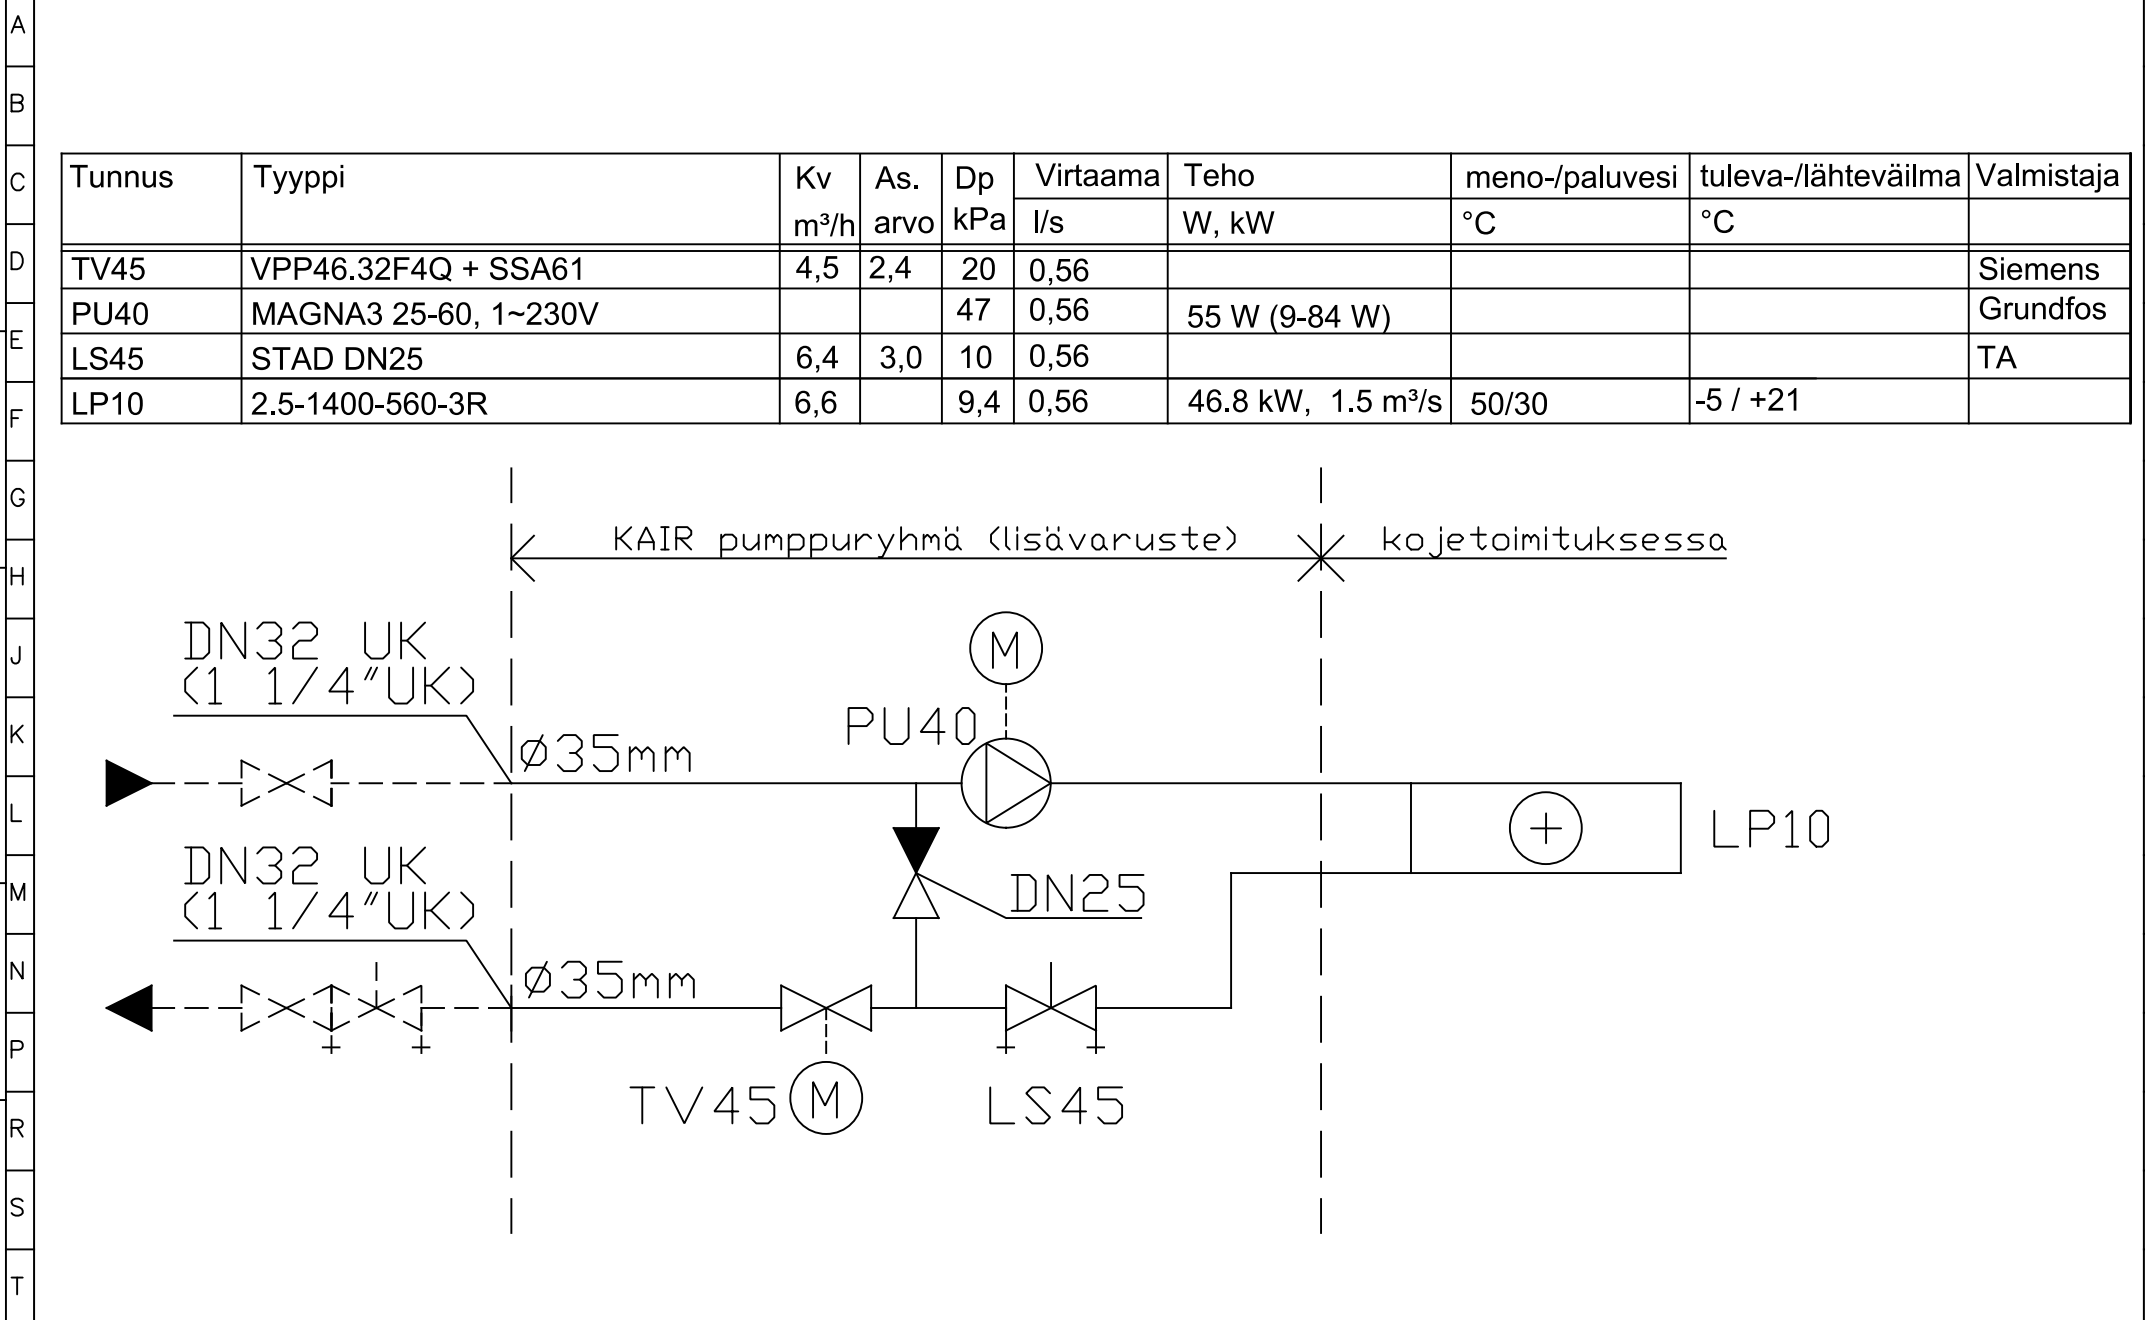 A
B
C
D
E
F
G
H
J
K
L
M
N
P
R
S
T
Tunnus Tyyppi Kv As. Dp Virtaama Teho meno-/paluvesi tuleva-/lähteväilma Valmistaja
m³/h arvo kPa l/s W, kW °C °C
TV45 VPP46.32F4Q + SSA61 4,5 2,4 20 0,56 Siemens
PU40 MAGNA3 25-60, 1~230V 47 0,56 55 W (9-84 W) Grundfos
LS45 STAD DN25 6,4 3,0 10 0,56 TA
LP10 2.5-1400-560-3R 6,6 9,4 0,56 46.8 kW, 1.5 m³/s 50/30 -5 / +21
KAIR pumppuryhmä (lisävaruste) kojetoimituksessa
DN32 UK
(1 1/4"UK)
M
PU40
Ø35mm
LP10
DN32 UK
(1 1/4"UK)
DN25
Ø35mm
TV45 M LS45